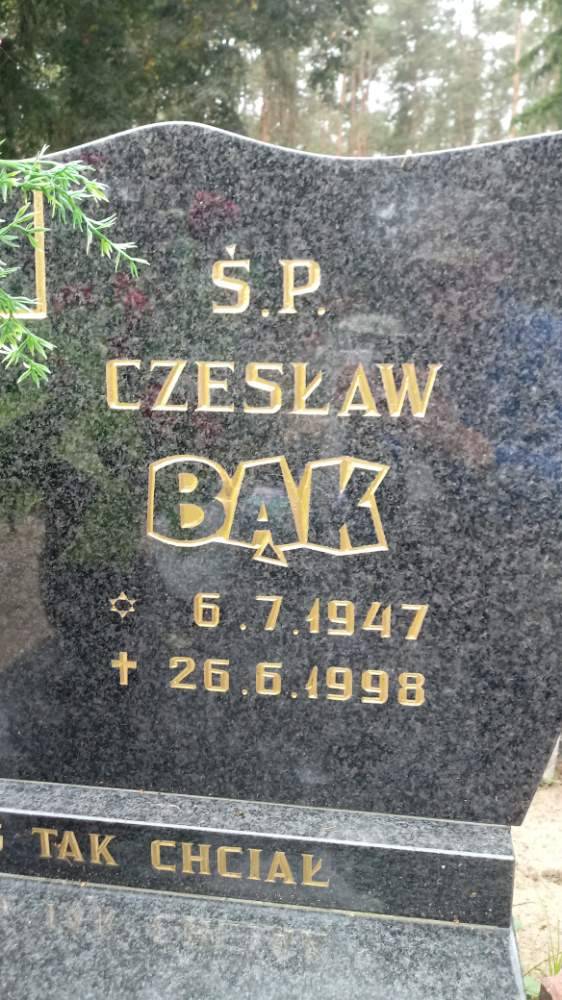 Ś.P.
CZESŁAW
BĄK
6.7.1947
26.6.1998
TAK CHCIAŁ